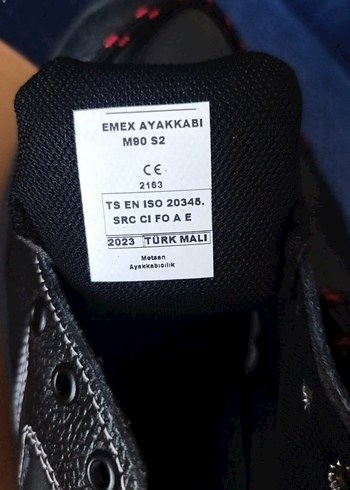 EMEX AYAKKABI
M90 S2
CE
2163
TS EN ISO 20345.
SRC CI FO A E
2023 TÜRK MALI
Metsan
Ayakkabıcılık